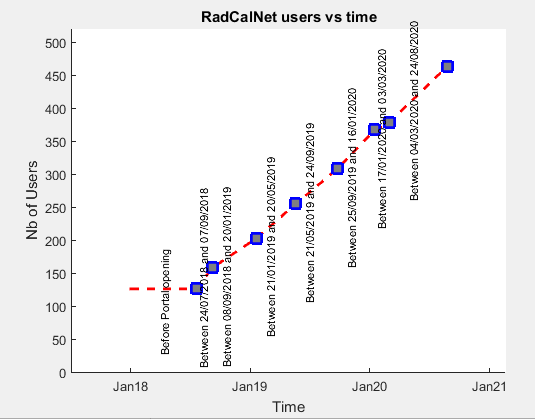 RadCalNet users vs time
Nb of Users
500
450
400
350
300
250
200
150
100
50
0
Before Portal opening
Between 24/07/2018 and 07/09/2018
Between 08/09/2018 and 20/01/2019
Between 21/01/2019 and 20/05/2019
Between 21/05/2019 and 24/09/2019
Between 25/09/2019 and 16/01/2020
Between 17/01/2020 and 03/03/2020
Between 04/03/2020 and 24/08/2020
Jan18
Jan19
Jan20
Jan21
Time